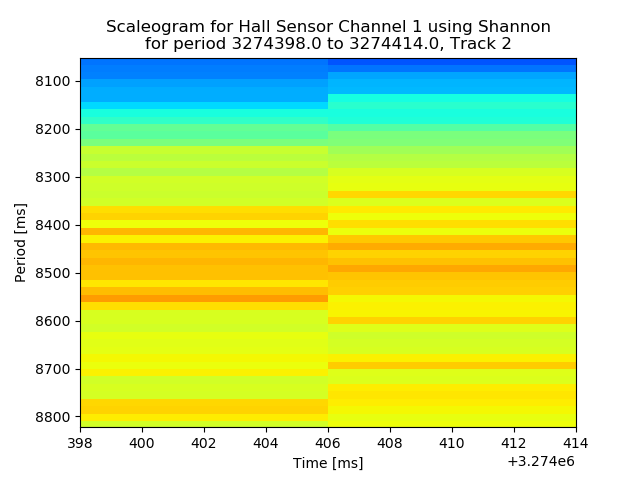 Scaleogram for Hall Sensor Channel 1 using Shannon
for period 3274398.0 to 3274414.0, Track 2
8100
8200
8300
8400
8500
8600
8700
8800
Period [ms]
398 400 402 404 406 408 410 412 414
Time [ms]
+3.274e6